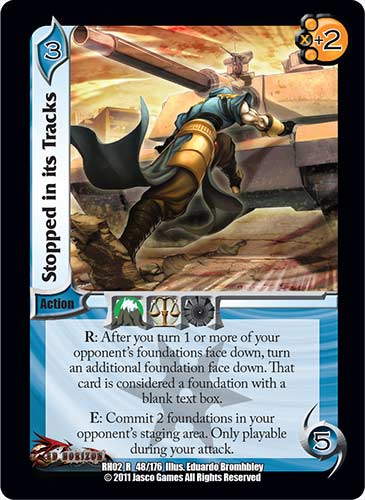 3
+2
Stopped in its Tracks
Action
R: After you turn 1 or more of your
opponent's foundations face down, turn
an additional foundation face down. That
card is considered a foundation with a
blank text box.
E: Commit 2 foundations in your
opponent's staging area. Only playable
during your attack.
5
RED HORIZON
RH02_R_48/176 Illus. Eduardo Brombbley
© 2011 Jasco Games All Rights Reserved